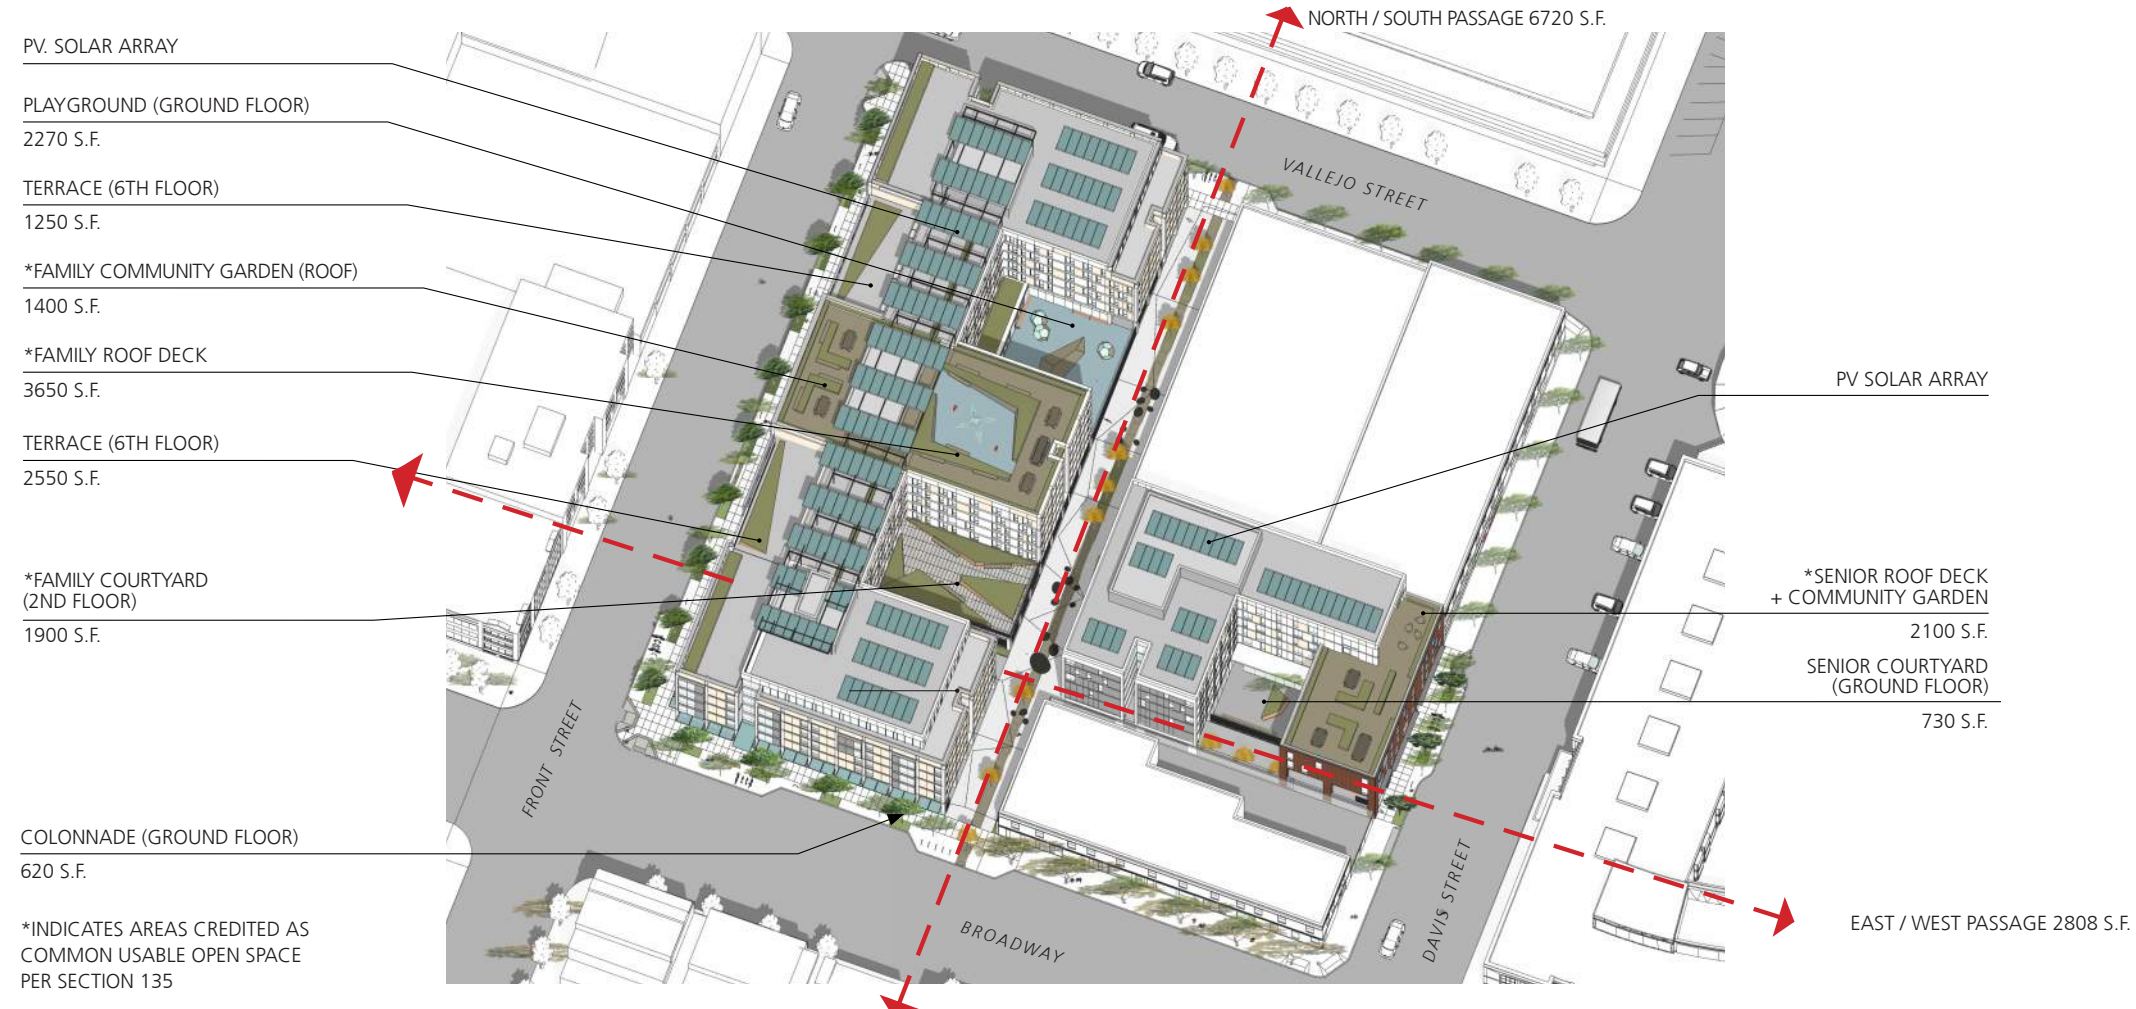 NORTH / SOUTH PASSAGE 6720 S.F.
PV. SOLAR ARRAY
PLAYGROUND (GROUND FLOOR)
2270 S.F.
TERRACE (6TH FLOOR)
1250 S.F.
*FAMILY COMMUNITY GARDEN (ROOF)
1400 S.F.
*FAMILY ROOF DECK
3650 S.F.
TERRACE (6TH FLOOR)
2550 S.F.
*FAMILY COURTYARD
(2ND FLOOR)
1900 S.F.
COLONNADE (GROUND FLOOR)
620 S.F.
*INDICATES AREAS CREDITED AS
COMMON USABLE OPEN SPACE
PER SECTION 135
VALLEJO STREET
FRONT STREET
BROADWAY
DAVIS STREET
PV SOLAR ARRAY
*SENIOR ROOF DECK
+ COMMUNITY GARDEN
2100 S.F.
SENIOR COURTYARD
(GROUND FLOOR)
730 S.F.
EAST / WEST PASSAGE 2808 S.F.